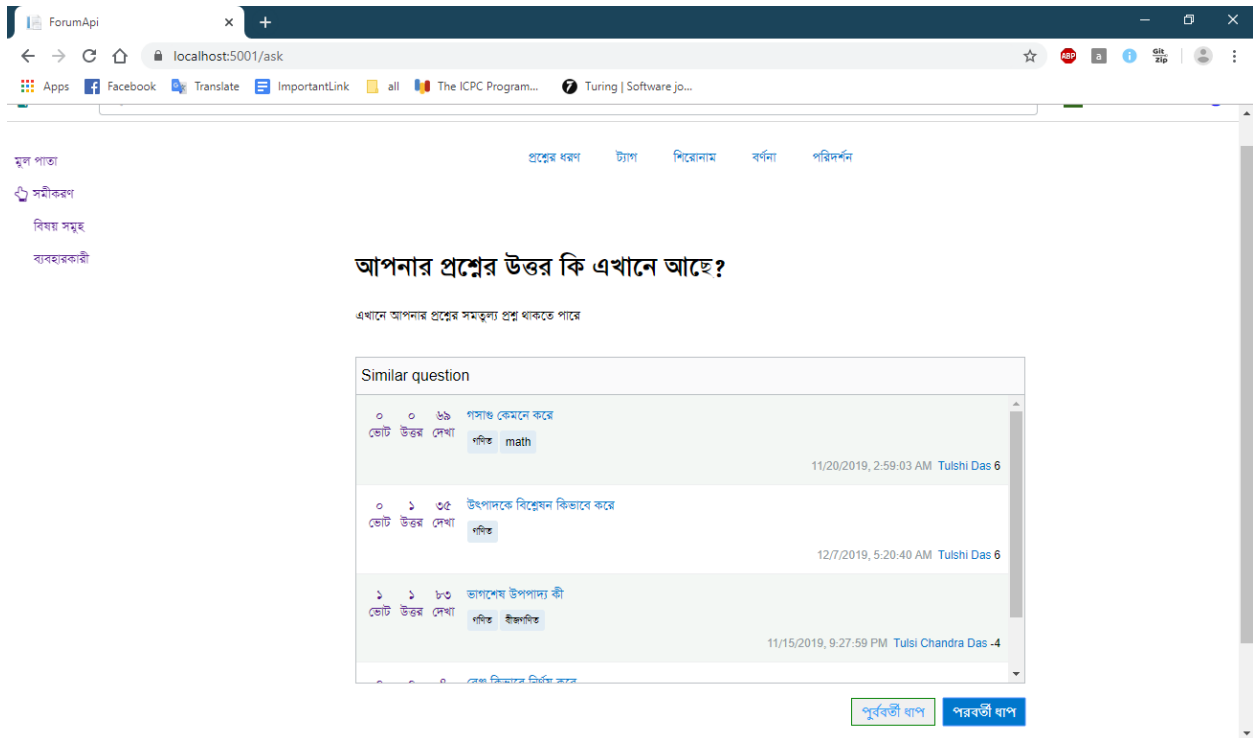 ForumApi
localhost:5001/ask
ABP a Git Zip
Apps Facebook Translate ImportantLink all The ICPC Program... Turing | Software jo...
মুল পাতা
প্রশ্নের ধরণ ট্যাগ শিরোনাম বর্ণনা পরিদর্শন
সমীকরণ
বিষয় সমুহ
ব্যবহারকারী
আপনার প্রশ্নের উত্তর কি এখানে আছে?
এখানে আপনার প্রশ্নের সমতুল্য প্রশ্ন থাকতে পারে
Similar question
০ ০ ৬৯ গসাগু কেমনে করে
ভোট উত্তর দেখা গণিত math
11/20/2019, 2:59:03 AM Tulshi Das 6
০ ১ ৩৫ উৎপাদকে বিশ্লেষন কিভাবে করে
ভোট উত্তর দেখা গণিত
12/7/2019, 5:20:40 AM Tulshi Das 6
১ ১ ৮৩ ভাগশেষ উপপাদ্য কী
ভোট উত্তর দেখা গণিত বীজগণিত
11/15/2019, 9:27:59 PM Tulsi Chandra Das -4
কিভাবে নির্ণয় করে
পুর্ববর্তী ধাপ পরবর্তী ধাপ